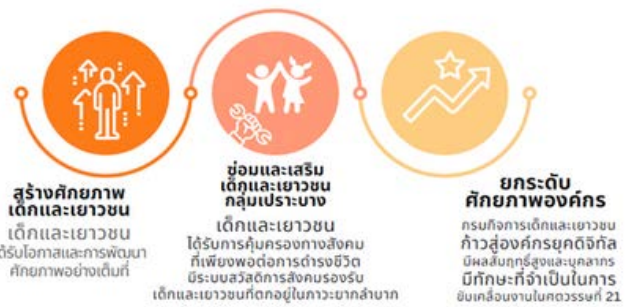 สร้างศักยภาพ
เด็กและเยาวชน
เด็กและเยาวชน
ได้รับโอกาสและการพัฒนา
ศักยภาพอย่างเต็มที่
ซ่อมและเสริม
เด็กและเยาวชน
กลุ่มเปราะบาง
เด็กและเยาวชน
ได้รับการคุ้มครองทางสังคม
ที่เพียงพอต่อการดำรงชีวิต
มีระบบสวัสดิการสังคมรองรับ
เด็กและเยาวชนที่ตกอยู่ในภาวะยากลำบาก
ยกระดับ
ศักยภาพองค์กร
กรมกิจการเด็กและเยาวชน
ก้าวสู่องค์กรยุคดิจิทัล
มีผลสัมฤทธิ์สูงและบุคลากร
มีทักษะที่จำเป็นในการ
ขับเคลื่อนงานในศตวรรษที่ 21